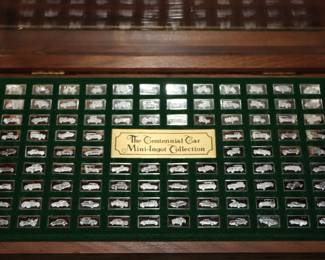 The Centennial Car
Mini-Ingot Collection